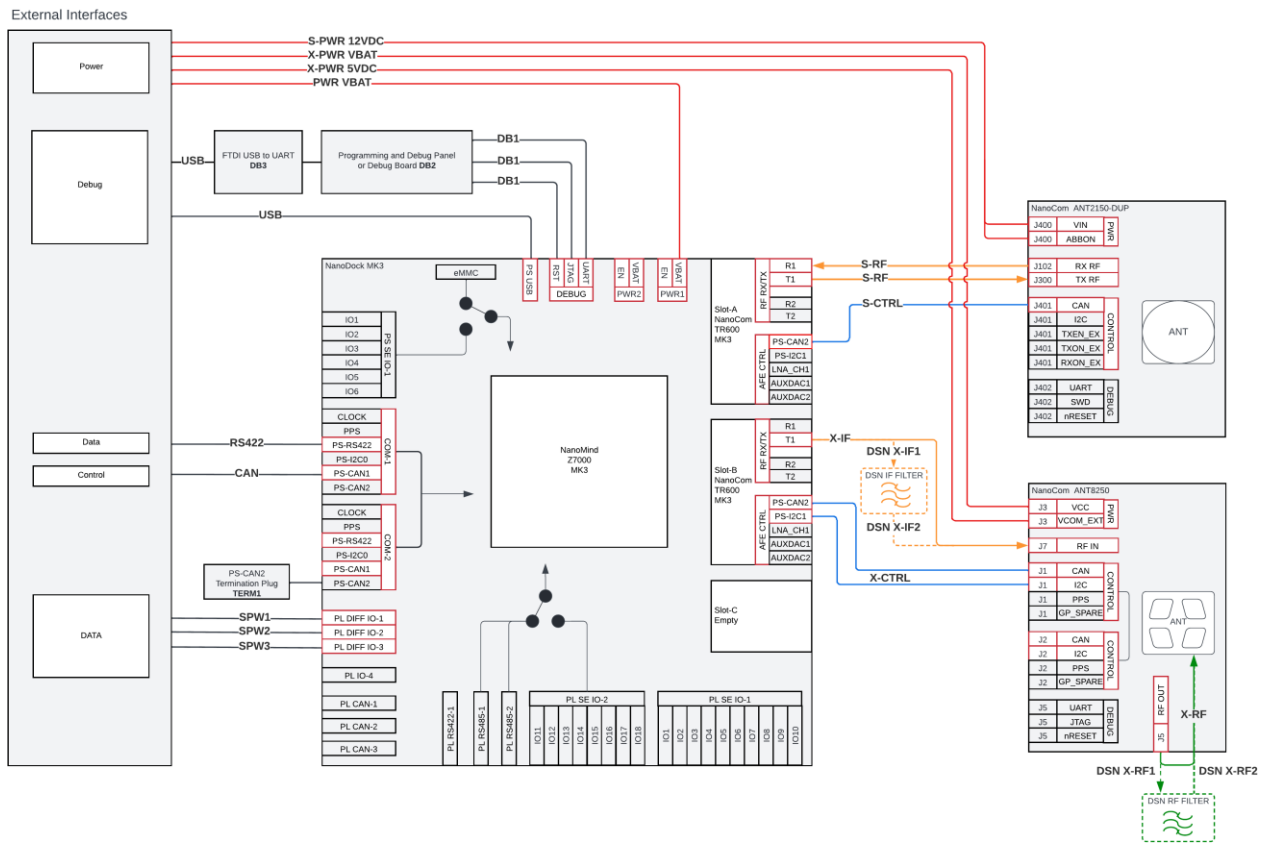 External Interfaces
Power
Debug
Data
Control
DATA
S-PWR 12VDC
X-PWR VBAT
X-PWR 5VDC
PWR VBAT
USB
FTDI USB to UART
DB3
Programming and Debug Panel
or Debug Board DB2
DB1
DB1
DB1
USB
RS422
CAN
PS-CAN2
Termination Plug
TERM1
SPW1
SPW2
SPW3
NanoDock MK3
eMMC
PS USB
RST
JTAG
UART
DEBUG
EN
VBAT
PWR2
EN
VBAT
PWR1
IO1
IO2
IO3
IO4
IO5
IO6
PS SE IO-1
CLOCK
PPS
PS-RS422
PS-I2C0
PS-CAN1
PS-CAN2
COM-1
CLOCK
PPS
PS-RS422
PS-I2C0
PS-CAN1
PS-CAN2
COM-2
PL DIFF IO-1
PL DIFF IO-2
PL DIFF IO-3
PL IO-4
PL CAN-1
PL CAN-2
PL CAN-3
NanoMind
Z7000
MK3
PL RS422-1
PL RS485-1
PL RS485-2
PL SE IO-2
IO11
IO12
IO13
IO14
IO15
IO16
IO17
IO18
PL SE IO-1
IO1
IO2
IO3
IO4
IO5
IO6
IO7
IO8
IO9
IO10
Slot-A
NanoCom
TR600
MK3
RF RX/TX
R1
T1
R2
T2
AFE CTRL
PS-CAN2
PS-I2C1
LNA_CH1
AUXDAC1
AUXDAC2
Slot-B
NanoCom
TR600
MK3
RF RX/TX
R1
T1
R2
T2
AFE CTRL
PS-CAN2
PS-I2C1
LNA_CH1
AUXDAC1
AUXDAC2
Slot-C
Empty
S-RF
S-RF
S-CTRL
X-IF
DSN X-IF1
DSN IF FILTER
DSN X-IF2
X-CTRL
NanoCom ANT2150-DUP
J400 VIN
J400 ABBON
PWR
J102 RX RF
J300 TX RF
J401 CAN
J401 I2C
J401 TXEN_EX
J401 TXON_EX
J401 RXON_EX
CONTROL
J402 UART
J402 SWD
J402 nRESET
DEBUG
ANT
NanoCom ANT8250
J3 VCC
J3 VCOM_EXT
PWR
J7 RF IN
J1 CAN
J1 I2C
J1 PPS
J1 GP_SPARE
CONTROL
J2 CAN
J2 I2C
J2 PPS
J2 GP_SPARE
CONTROL
J5 UART
J5 JTAG
J5 nRESET
DEBUG
ANT
RF OUT
J5
X-RF
DSN X-RF1
DSN X-RF2
DSN RF FILTER